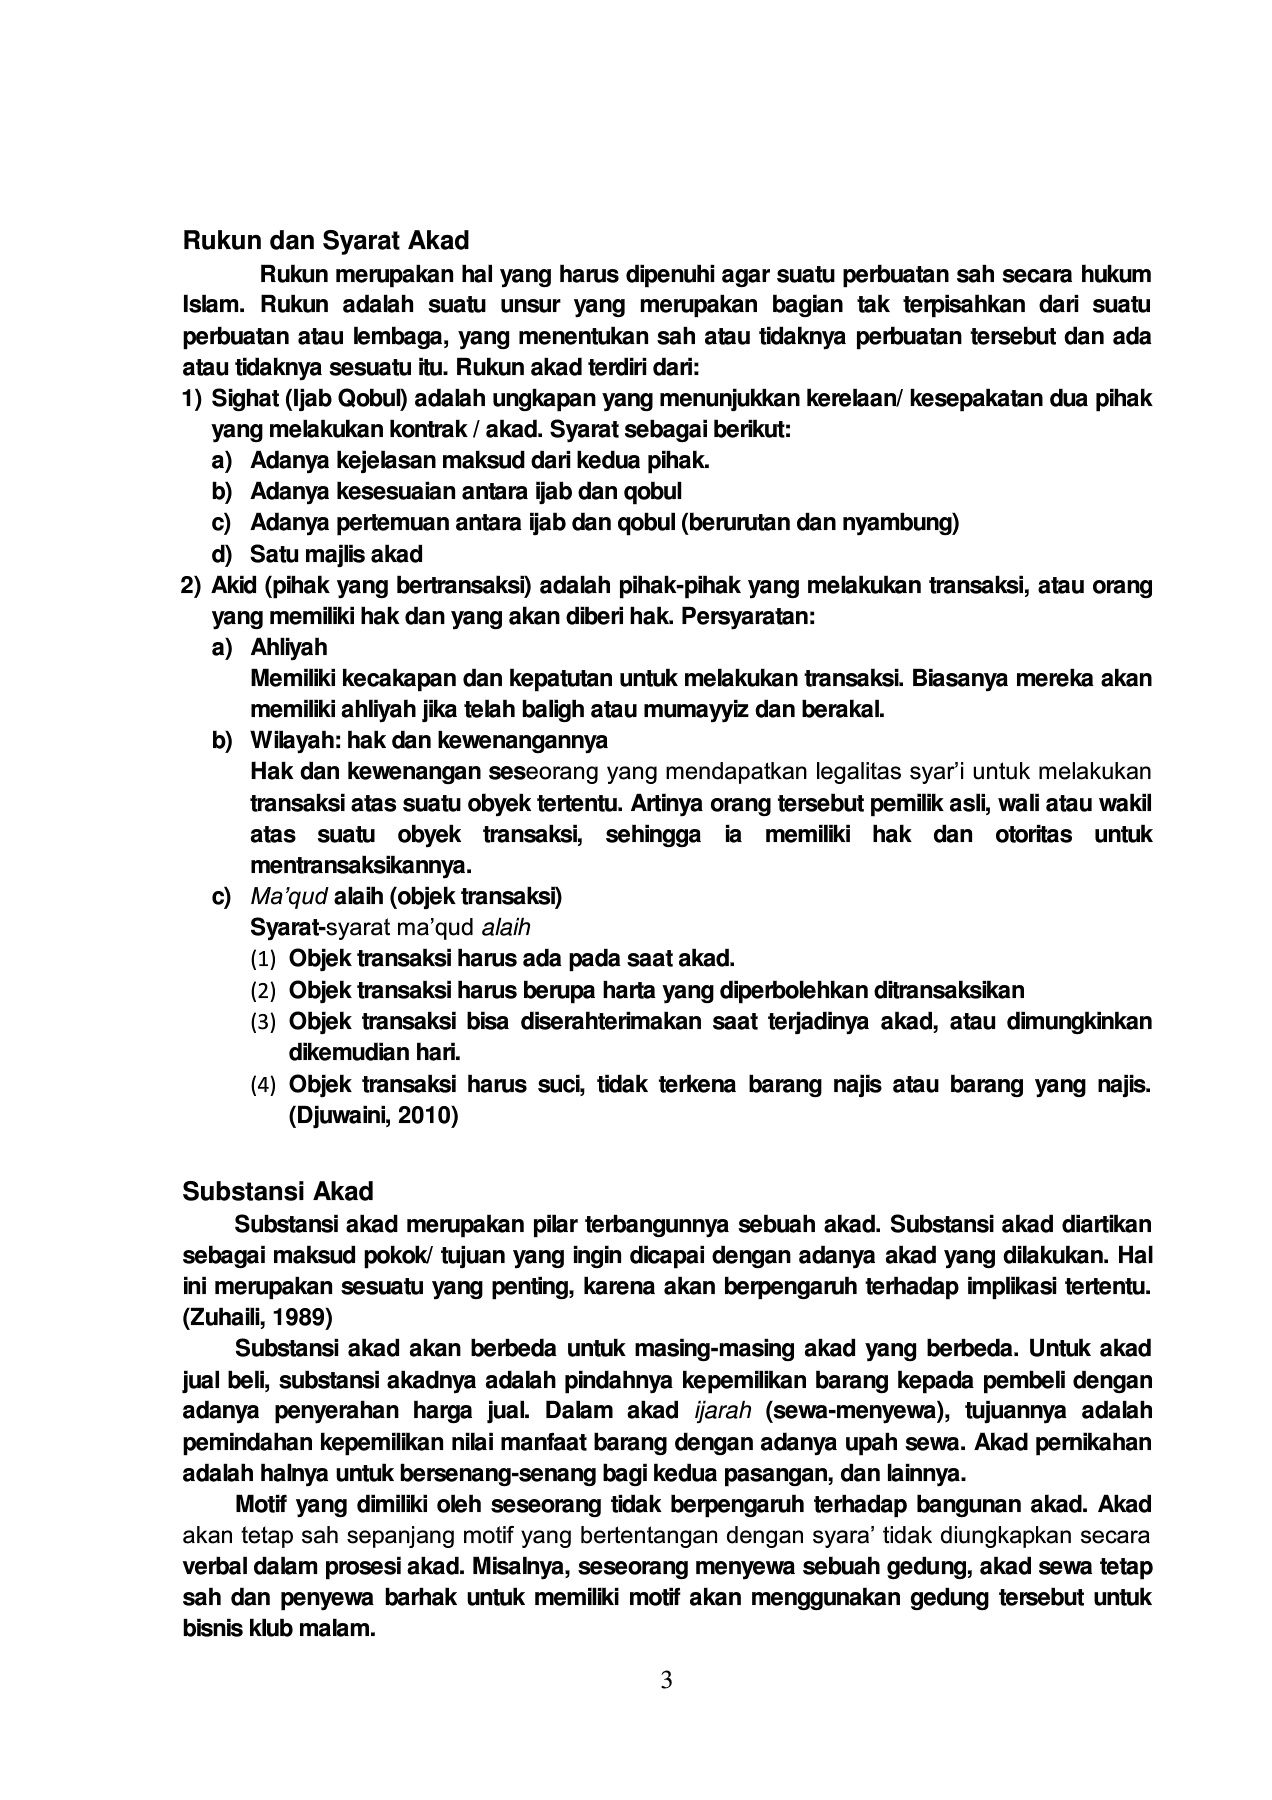 Rukun dan Syarat Akad
Rukun merupakan hal yang harus dipenuhi agar suatu perbuatan sah secara hukum
Islam. Rukun adalah suatu unsur yang merupakan bagian tak terpisahkan dari suatu
perbuatan atau lembaga, yang menentukan sah atau tidaknya perbuatan tersebut dan ada
atau tidaknya sesuatu itu. Rukun akad terdiri dari:
1) Sighat (Ijab Qobul) adalah ungkapan yang menunjukkan kerelaan/ kesepakatan dua pihak
yang melakukan kontrak / akad. Syarat sebagai berikut:
a) Adanya kejelasan maksud dari kedua pihak.
b) Adanya kesesuaian antara ijab dan qobul
c) Adanya pertemuan antara ijab dan qobul (berurutan dan nyambung)
d) Satu majlis akad
2) Akid (pihak yang bertransaksi) adalah pihak-pihak yang melakukan transaksi, atau orang
yang memiliki hak dan yang akan diberi hak. Persyaratan:
a) Ahliyah
Memiliki kecakapan dan kepatutan untuk melakukan transaksi. Biasanya mereka akan
memiliki ahliyah jika telah baligh atau mumayyiz dan berakal.
b) Wilayah: hak dan kewenangannya
Hak dan kewenangan seseorang yang mendapatkan legalitas syar’i untuk melakukan
transaksi atas suatu obyek tertentu. Artinya orang tersebut pemilik asli, wali atau wakil
atas suatu obyek transaksi, sehingga ia memiliki hak dan otoritas untuk
mentransaksikannya.
c) Ma’qud alaih (objek transaksi)
Syarat-syarat ma’qud alaih
(1) Objek transaksi harus ada pada saat akad.
(2) Objek transaksi harus berupa harta yang diperbolehkan ditransaksikan
(3) Objek transaksi bisa diserahterimakan saat terjadinya akad, atau dimungkinkan
dikemudian hari.
(4) Objek transaksi harus suci, tidak terkena barang najis atau barang yang najis.
(Djuwaini, 2010)
Substansi Akad
Substansi akad merupakan pilar terbangunnya sebuah akad. Substansi akad diartikan
sebagai maksud pokok/ tujuan yang ingin dicapai dengan adanya akad yang dilakukan. Hal
ini merupakan sesuatu yang penting, karena akan berpengaruh terhadap implikasi tertentu.
(Zuhaili, 1989)
Substansi akad akan berbeda untuk masing-masing akad yang berbeda. Untuk akad
jual beli, substansi akadnya adalah pindahnya kepemilikan barang kepada pembeli dengan
adanya penyerahan harga jual. Dalam akad ijarah (sewa-menyewa), tujuannya adalah
pemindahan kepemilikan nilai manfaat barang dengan adanya upah sewa. Akad pernikahan
adalah halnya untuk bersenang-senang bagi kedua pasangan, dan lainnya.
Motif yang dimiliki oleh seseorang tidak berpengaruh terhadap bangunan akad. Akad
akan tetap sah sepanjang motif yang bertentangan dengan syara’ tidak diungkapkan secara
verbal dalam prosesi akad. Misalnya, seseorang menyewa sebuah gedung, akad sewa tetap
sah dan penyewa barhak untuk memiliki motif akan menggunakan gedung tersebut untuk
bisnis klub malam.
3